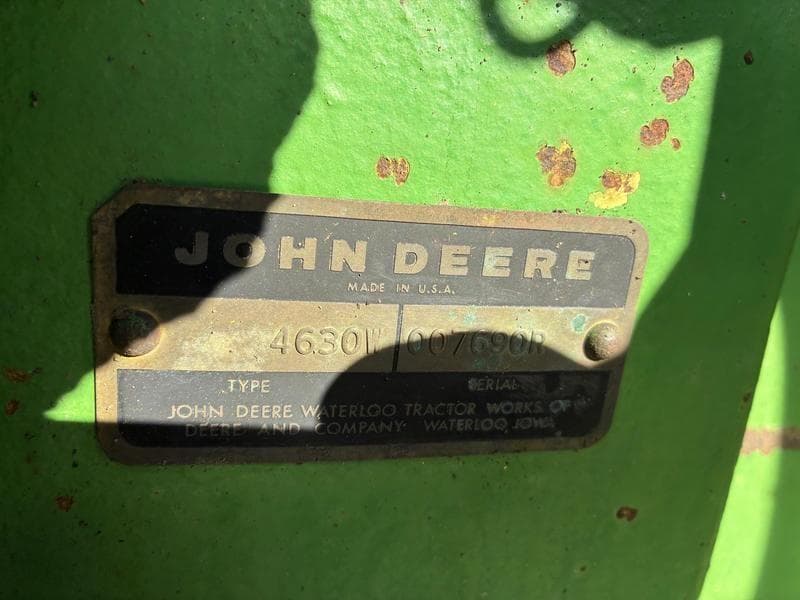 JOHN DEERE
MADE IN U.S.A.
4630W 007690R
TYPE SERIAL
JOHN DEERE WATERLOO TRACTOR WORKS OF
DEERE AND COMPANY WATERLOO, IOWA